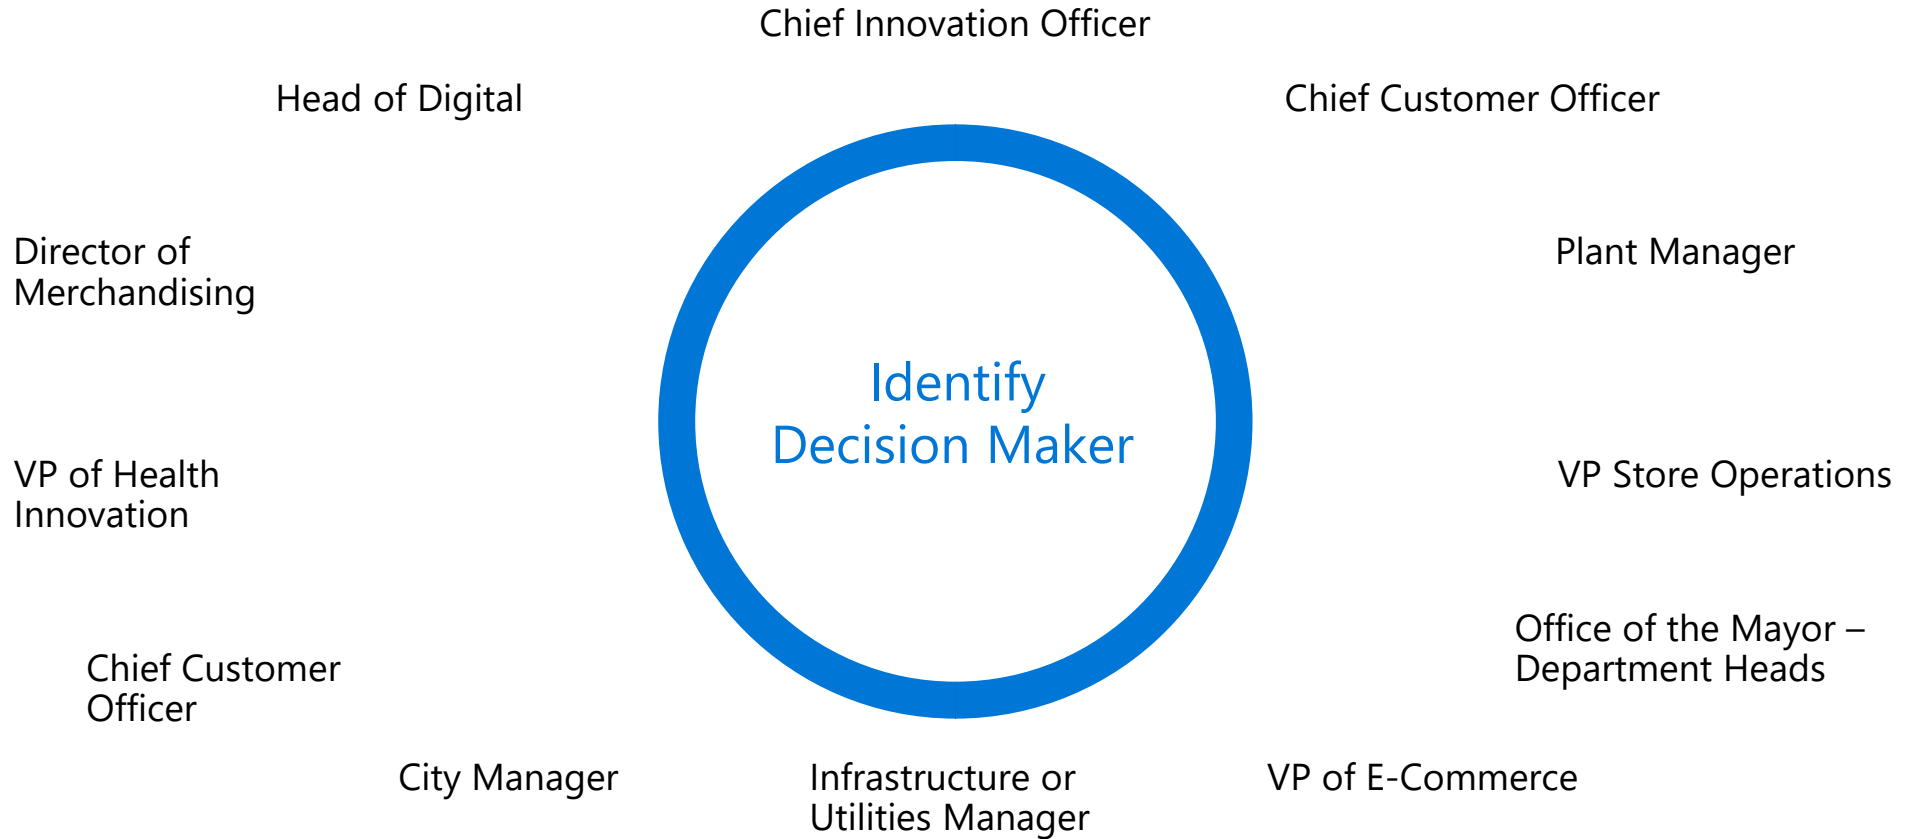 Chief Innovation Officer
Head of Digital
Chief Customer Officer
Director of
Merchandising
Plant Manager
Identify
Decision Maker
VP of Health
Innovation
VP Store Operations
Office of the Mayor –
Department Heads
Chief Customer
Officer
City Manager
Infrastructure or
Utilities Manager
VP of E-Commerce